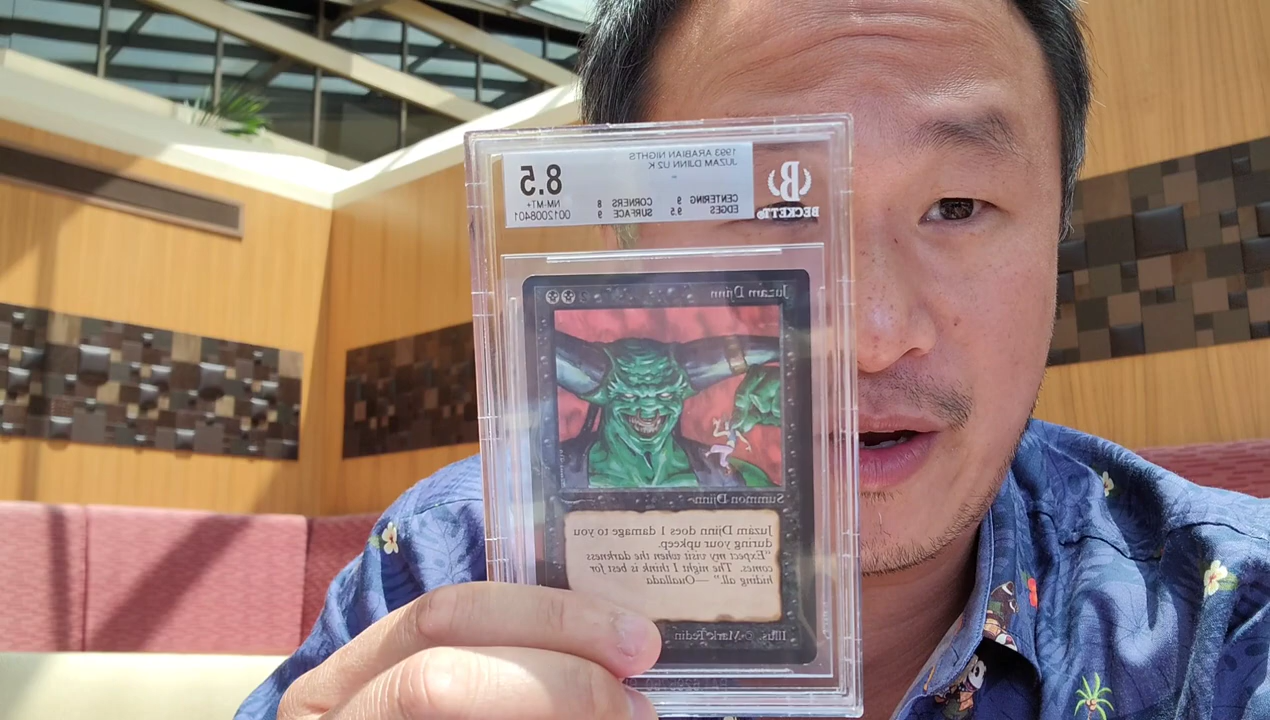 1993 ARABIAN NIGHTS
JUZAM DJINN U2 K
8.5
CENTERING 9 CORNERS 8
EDGES 9.5 SURFACE 9
NM-MT+
0012008401
B
BECKETT
Juzam Djinn
2
Summon Djinn
Juzam Djinn does 1 damage to you
during your upkeep.
"Expect my visit when the darkness
comes. The night I think is best for
hiding all." —Ouallada
Illus. © Mark Tedin